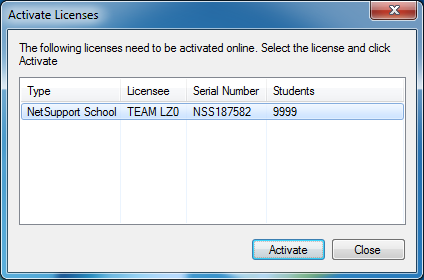 Activate Licenses
The following licenses need to be activated online. Select the license and click
Activate
Type Licensee Serial Number Students
NetSupport School TEAM LZ0 NSS187582 9999
Activate Close